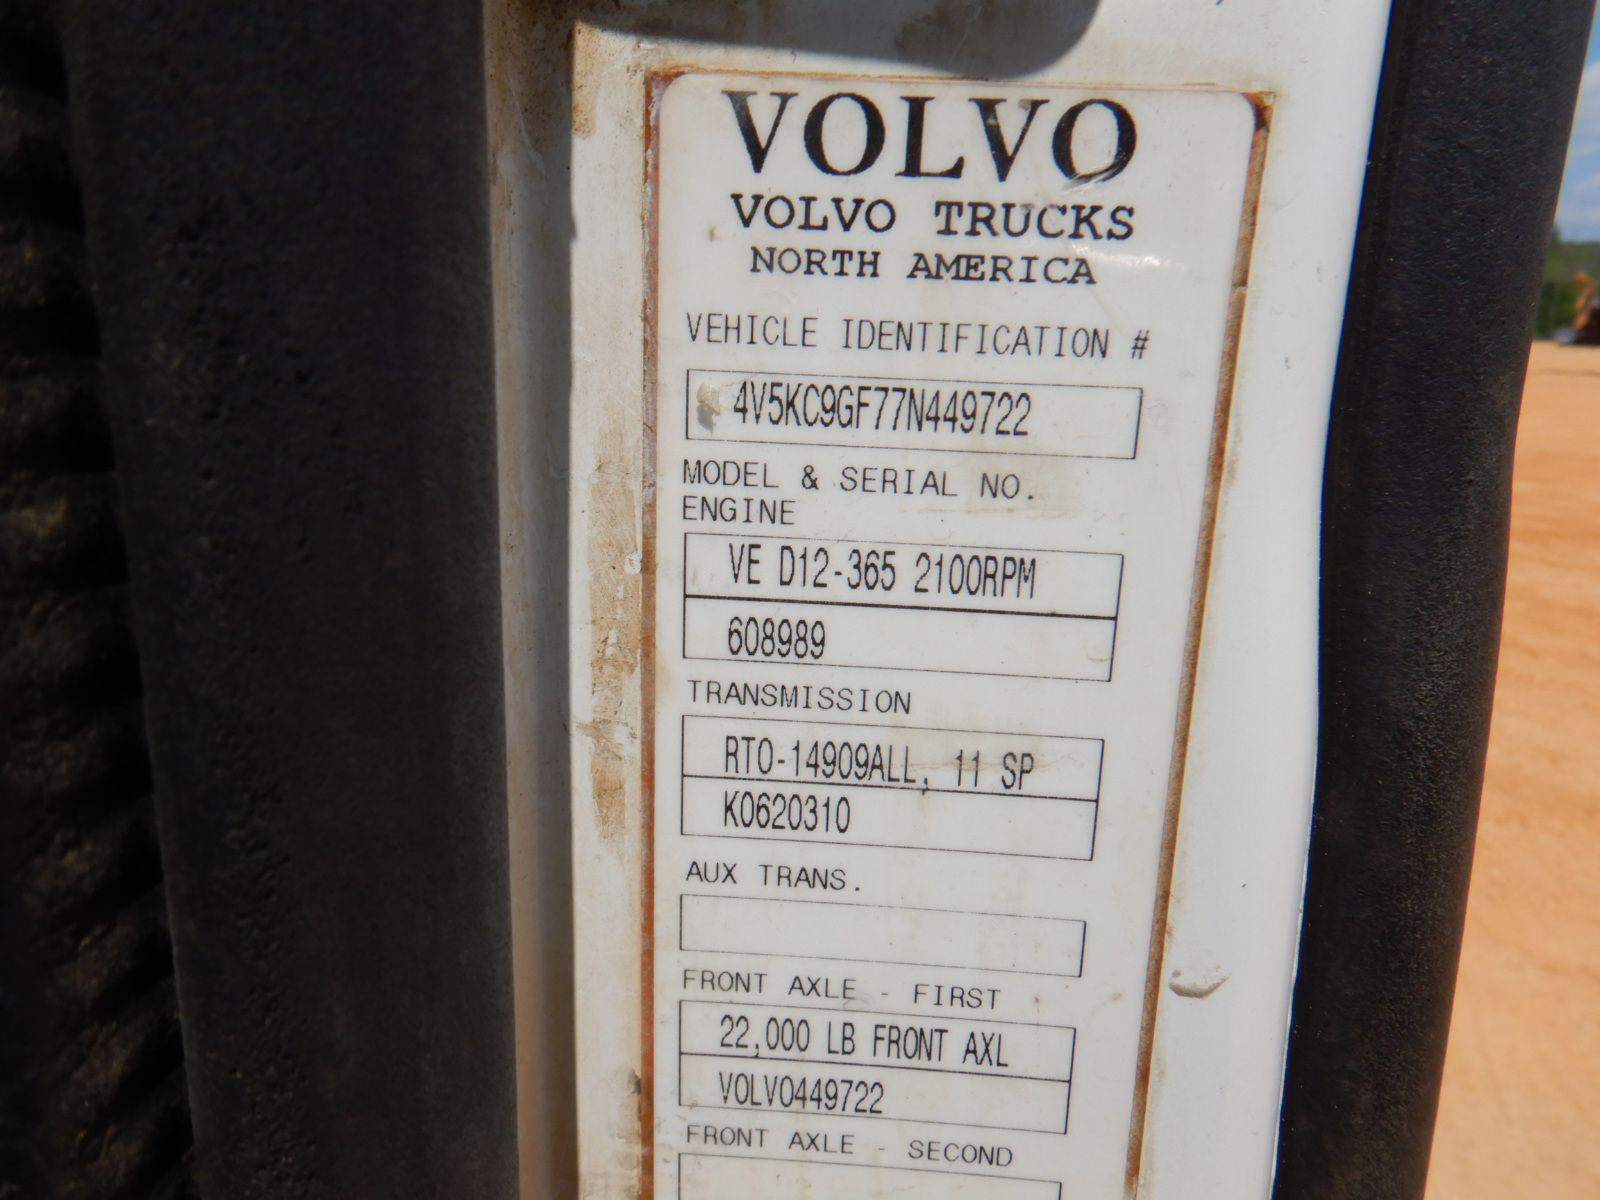 VOLVO
VOLVO TRUCKS
NORTH AMERICA
VEHICLE IDENTIFICATION #
4V5KC9GF77N449722
MODEL & SERIAL NO.
ENGINE
VE D12-365 2100RPM
608989
TRANSMISSION
RTO-14909ALL, 11 SP
K0620310
AUX TRANS.
FRONT AXLE - FIRST
22,000 LB FRONT AXL
VOLVO449722
FRONT AXLE - SECOND